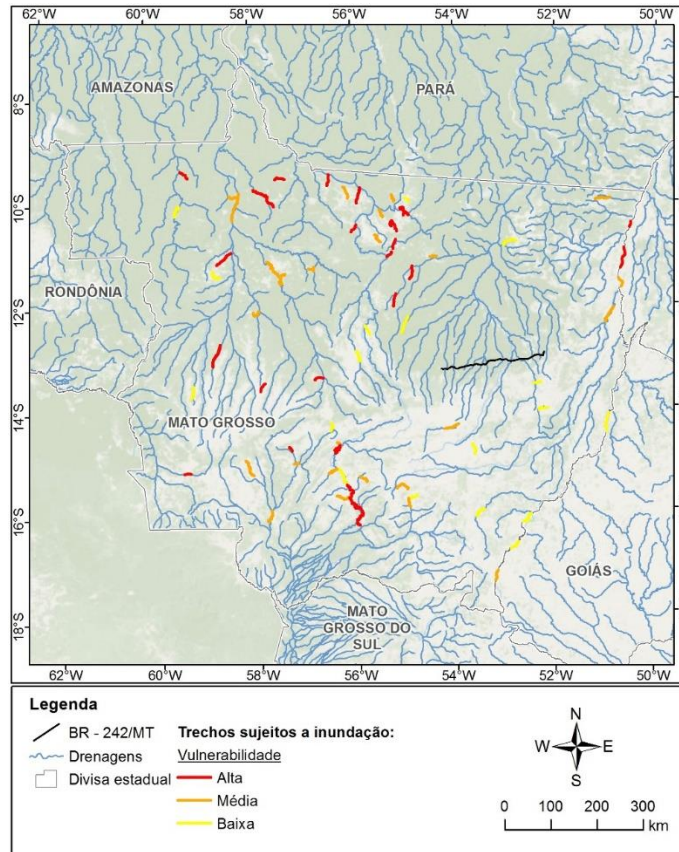 62°W 60°W 58°W 56°W 54°W 52°W 50°W
AMAZONAS
PARÁ
8°S
10°S
RONDÔNIA
12°S
14°S
MATO GROSSO
16°S
GOIÁS
MATO
GROSSO DO
SUL
18°S
62°W 60°W 58°W 56°W 54°W 52°W 50°W
Legenda
BR - 242/MT
Drenagens
Divisa estadual
Trechos sujeitos a inundação:
Vulnerabilidade
Alta
Média
Baixa
N
W E
S
0 100 200 300
km